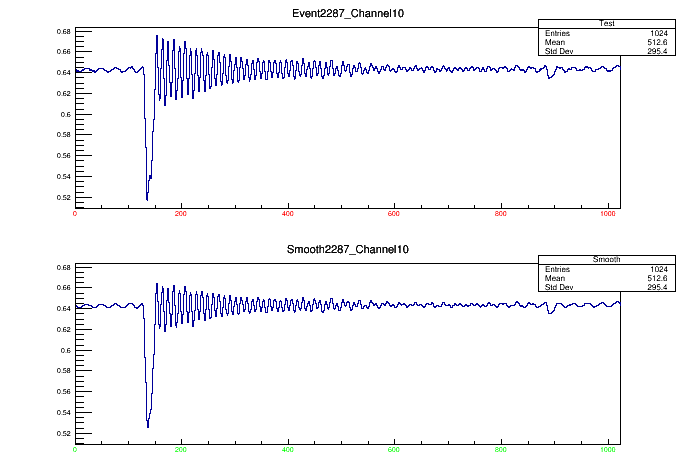 Event2287_Channel10
Test
Entries 1024
Mean 512.6
Std Dev 295.4
0.68
0.66
0.64
0.62
0.6
0.58
0.56
0.54
0.52
0 200 400 600 800 1000
Smooth2287_Channel10
Smooth
Entries 1024
Mean 512.6
Std Dev 295.4
0.68
0.66
0.64
0.62
0.6
0.58
0.56
0.54
0.52
0 200 400 600 800 1000